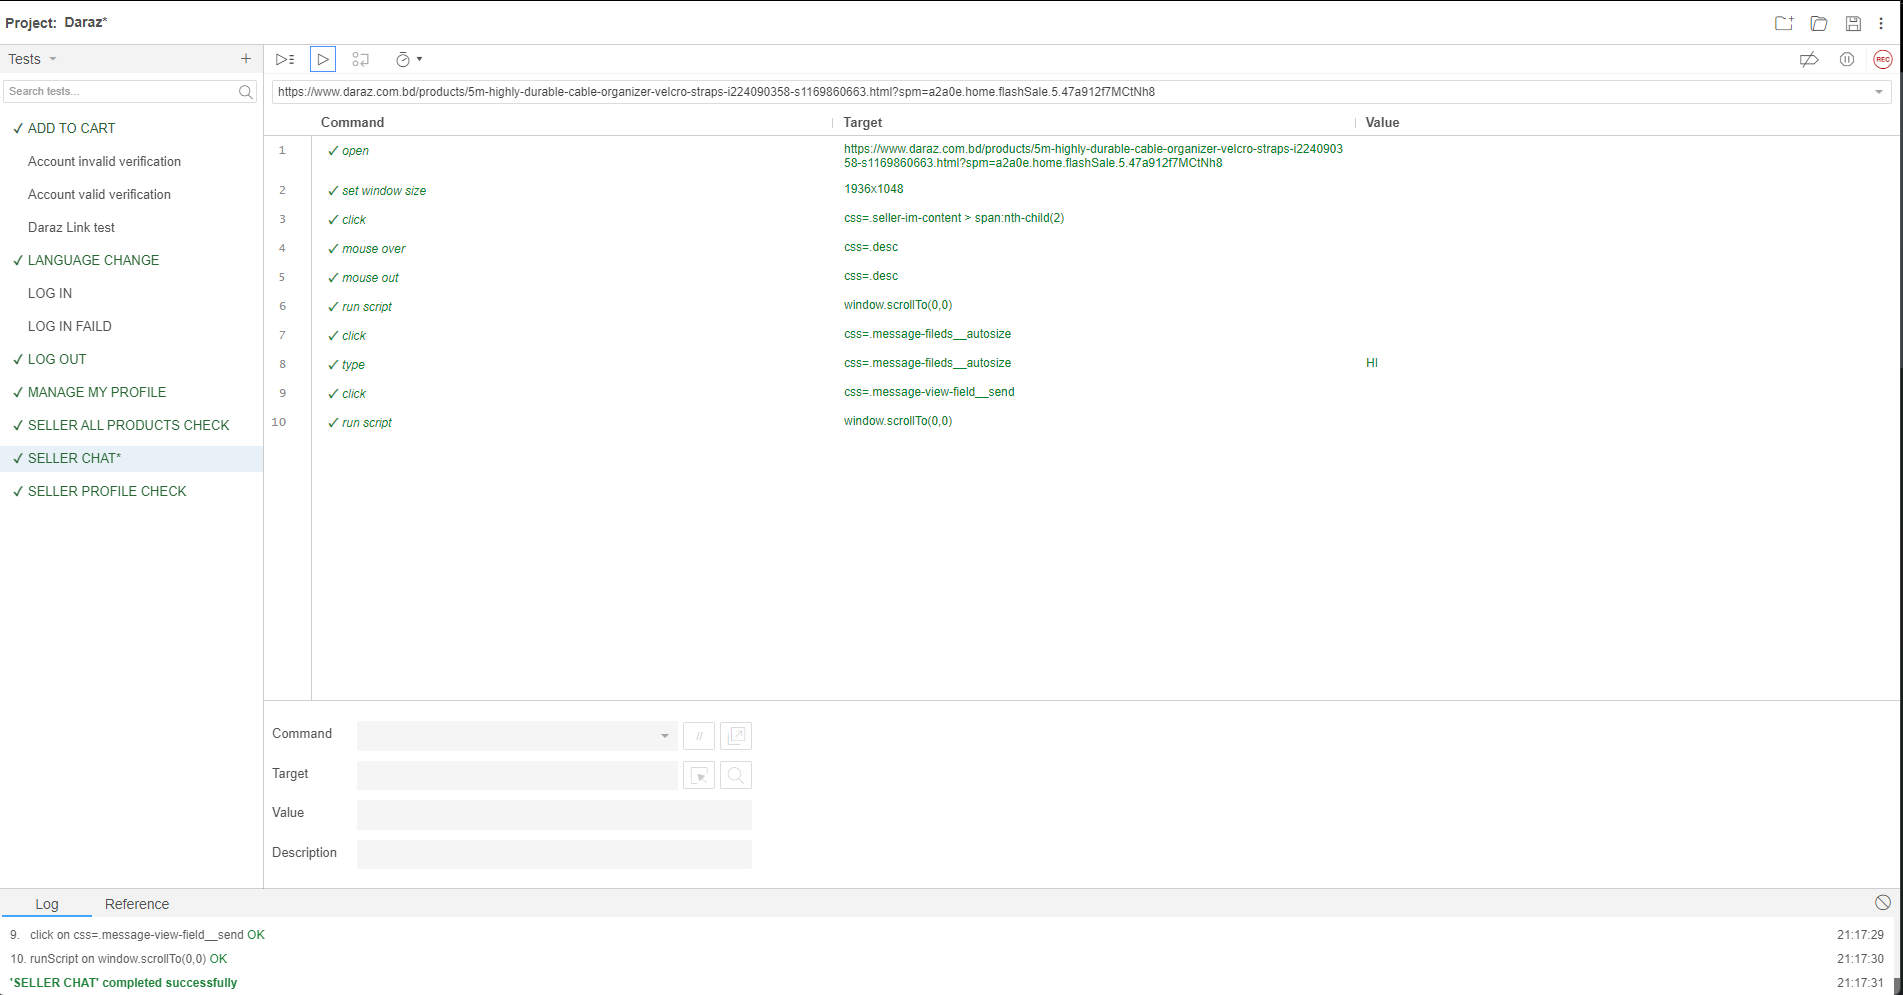 Project: Daraz*
Tests
Search tests...
✓ ADD TO CART
Account invalid verification
Account valid verification
Daraz Link test
✓ LANGUAGE CHANGE
LOG IN
LOG IN FAILD
✓ LOG OUT
✓ MANAGE MY PROFILE
✓ SELLER ALL PRODUCTS CHECK
✓ SELLER CHAT*
✓ SELLER PROFILE CHECK
REC
https://www.daraz.com.bd/products/5m-highly-durable-cable-organizer-velcro-straps-i224090358-s1169860663.html?spm=a2a0e.home.flashSale.5.47a912f7MCtNh8
Command Target Value
1 ✓ open https://www.daraz.com.bd/products/5m-highly-durable-cable-organizer-velcro-straps-i2240903
58-s1169860663.html?spm=a2a0e.home.flashSale.5.47a912f7MCtNh8
2 ✓ set window size 1936x1048
3 ✓ click css=.seller-im-content > span:nth-child(2)
4 ✓ mouse over css=.desc
5 ✓ mouse out css=.desc
6 ✓ run script window.scrollTo(0,0)
7 ✓ click css=.message-fileds__autosize
8 ✓ type css=.message-fileds__autosize HI
9 ✓ click css=.message-view-field__send
10 ✓ run script window.scrollTo(0,0)
Command //
Target
Value
Description
Log Reference
9. click on css=.message-view-field__send OK 21:17:29
10. runScript on window.scrollTo(0,0) OK 21:17:30
'SELLER CHAT' completed successfully 21:17:31